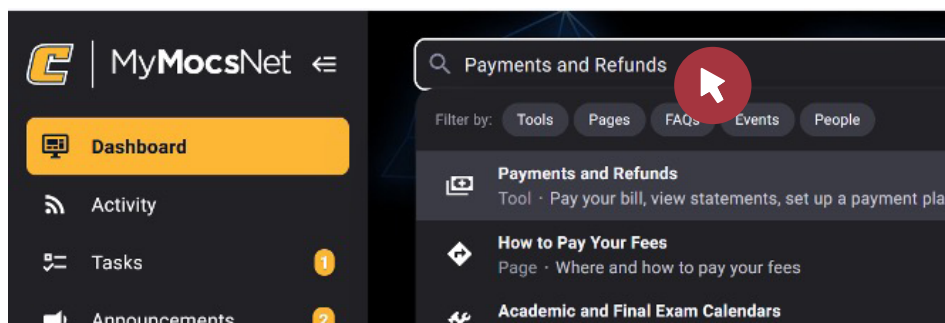 MyMocsNet
Dashboard
Activity
Tasks 1
Announcements 2
Payments and Refunds
Filter by: Tools Pages FAQs Events People
Payments and Refunds
Tool · Pay your bill, view statements, set up a payment pla
How to Pay Your Fees
Page · Where and how to pay your fees
Academic and Final Exam Calendars